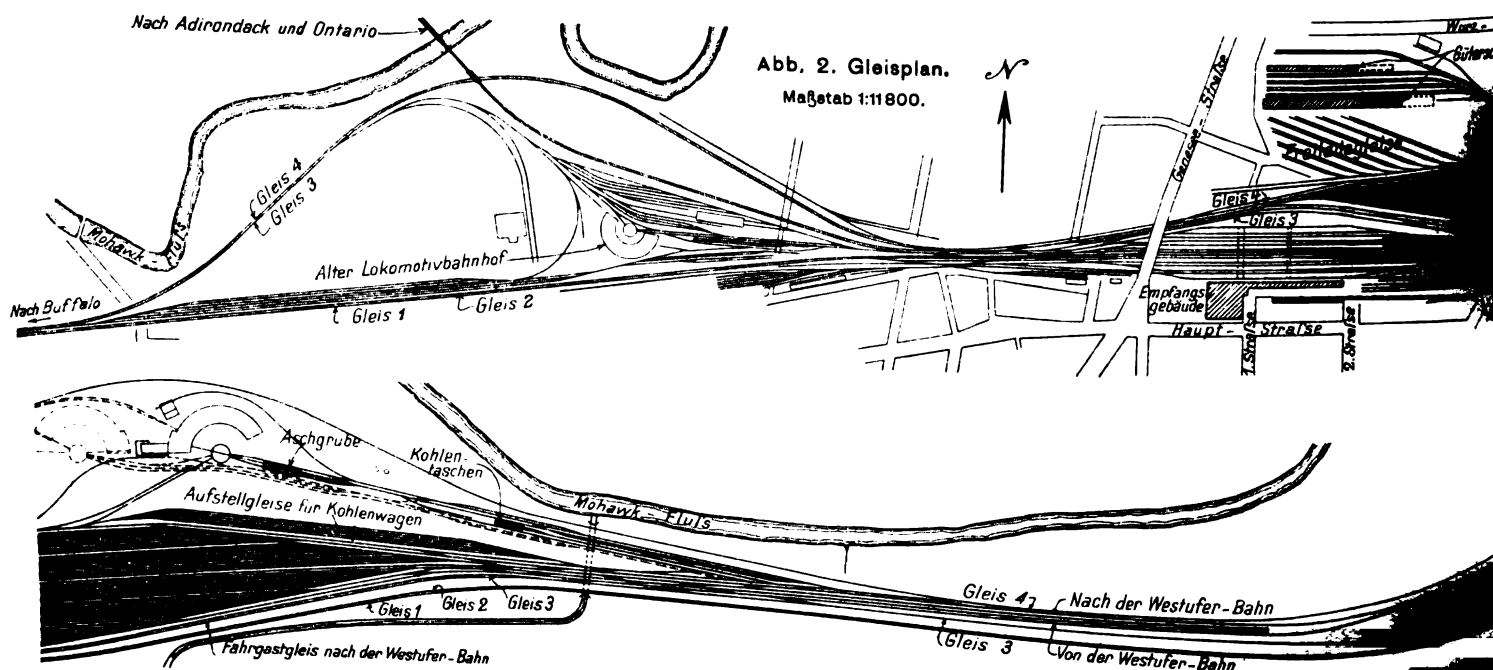 Nach Adirondack und Ontario
Abb. 2. Gleisplan.
Maßstab 1:11800.
N
Genesee - Straſse
Freiladegleise
Gleis 4
Gleis 3
Mohawk Fluſs
Gleis 4
Gleis 3
Alter Lokomotivbahnhof
Nach Buffalo
Gleis 1
Gleis 2
Empfangs-
gebäude
Haupt - Straſse
1. Straſse
2. Straſse
Aschgrube
Kohlen-
taschen
Aufstellgleise für Kohlenwagen
Mohawk - Fluſs
Gleis 1
Gleis 2
Gleis 3
Fahrgastgleis nach der Westufer-Bahn
Gleis 4
Nach der Westufer-Bahn
Gleis 3
Von der Westufer-Bahn